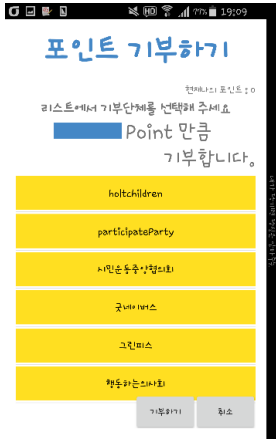 HD 77% 19:09
포인트 기부하기
현재나의 포인트 : 0
리스트에서 기부단체를 선택해 주세요
Point 만큼
기부합니다.
holtchildren
participateParty
시민운동중앙협의회
굿네이버스
그린피스
행동하는의사회
기부하기 취소